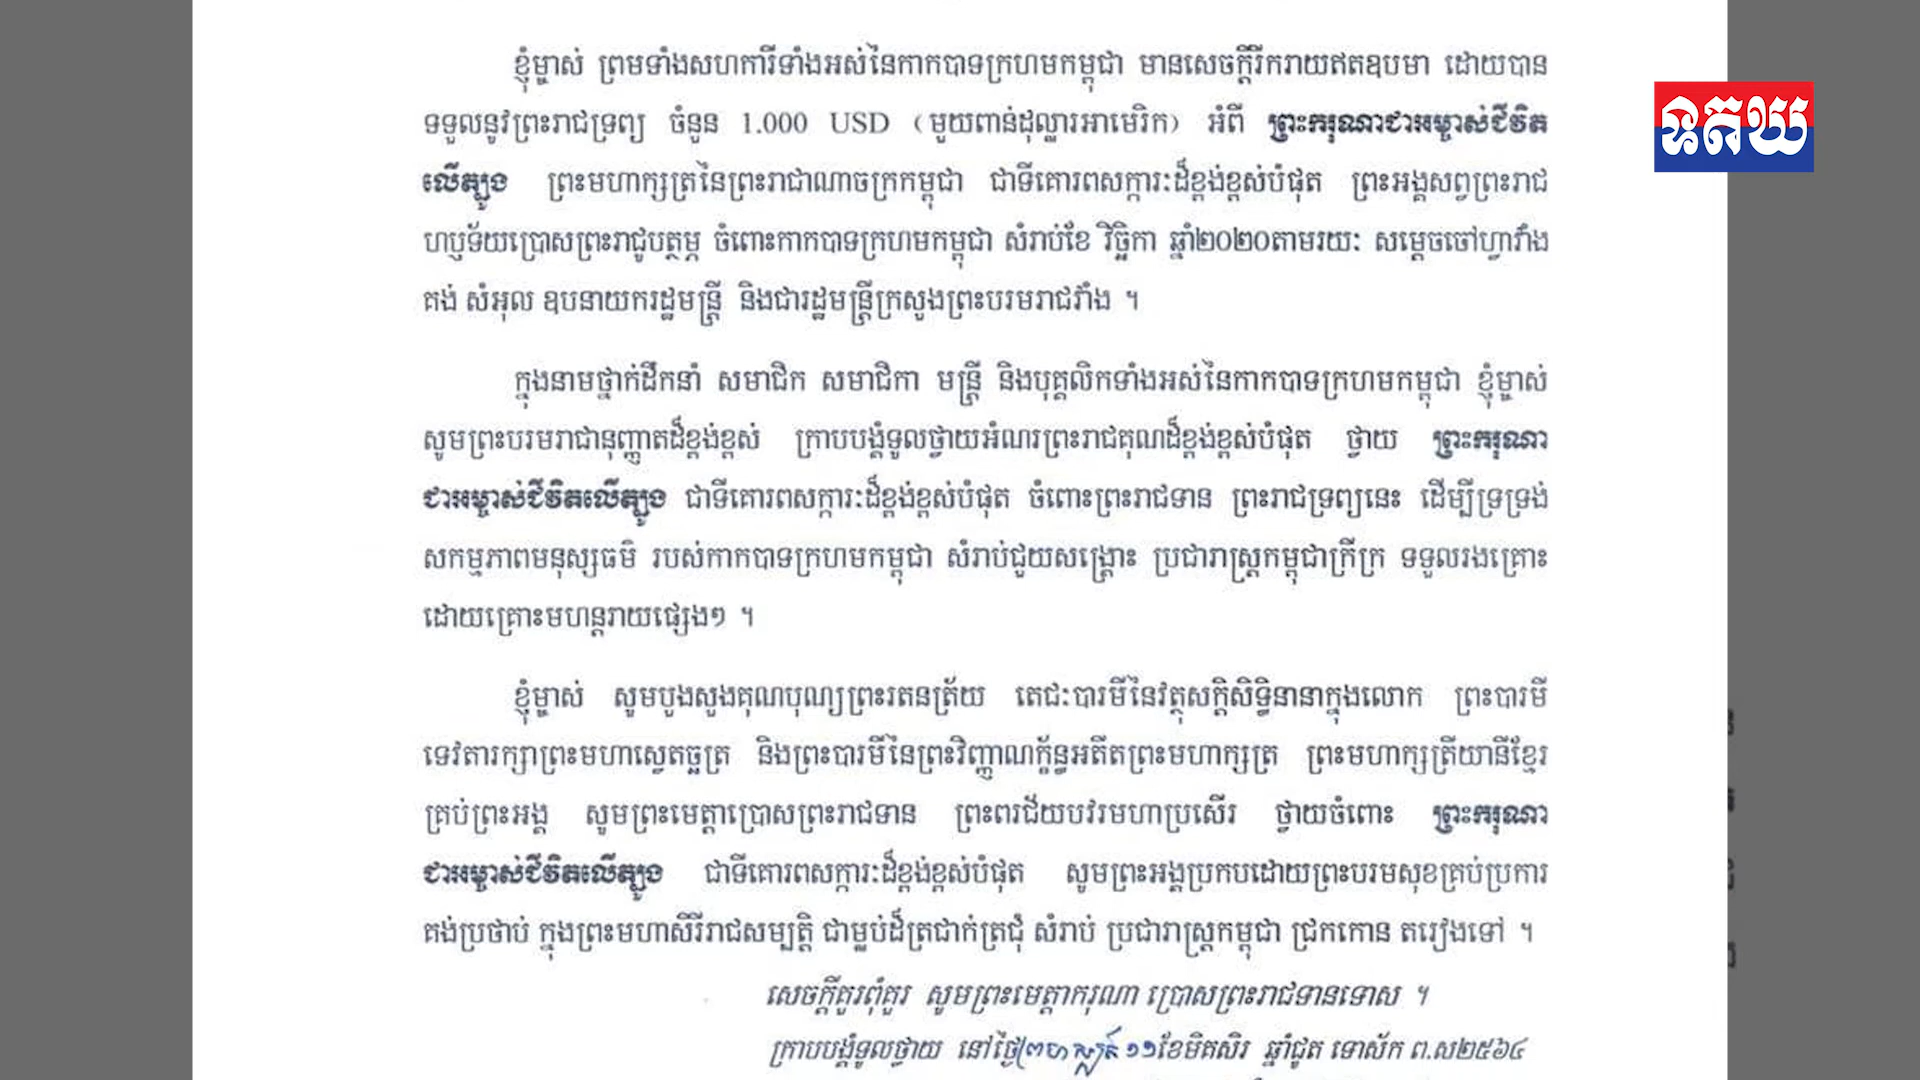 ខ្ញុំម្ចាស់ ព្រមទាំងសហការីទាំងអស់នៃកាកបាទក្រហមកម្ពុជា មានសេចក្តីរីករាយឥតឧបមា ដោយបាន
ឧតយ
ទទួលនូវព្រះរាជទ្រព្យ ចំនួន 1.000 USD (មួយពាន់ដុល្លារអាមេរិក) អំពី ព្រះករុណាជាអម្ចាស់ជីវិត
លើត្បូង ព្រះមហាក្សត្រនៃព្រះរាជាណាចក្រកម្ពុជា ជាទីគោរពសក្ការៈដ៏ខ្ពង់ខ្ពស់បំផុត ព្រះអង្គសព្វព្រះរាជ
ហឫទ័យប្រោសព្រះរាជូបត្ថម្ភ ចំពោះកាកបាទក្រហមកម្ពុជា សំរាប់ខែ វិច្ឆិកា ឆ្នាំ២០២០តាមរយៈ សម្តេចចៅហ្វាវាំង
គង់ សំអុល ឧបនាយករដ្ឋមន្ត្រី និងជារដ្ឋមន្ត្រីក្រសួងព្រះបរមរាជវាំង ។
ក្នុងនាមថ្នាក់ដឹកនាំ សមាជិក សមាជិកា មន្ត្រី និងបុគ្គលិកទាំងអស់នៃកាកបាទក្រហមកម្ពុជា ខ្ញុំម្ចាស់
សូមព្រះបរមរាជានុញ្ញាតដ៏ខ្ពង់ខ្ពស់ ក្រាបបង្គំទូលថ្វាយអំណរព្រះរាជគុណដ៏ខ្ពង់ខ្ពស់បំផុត ថ្វាយ ព្រះករុណា
ជាអម្ចាស់ជីវិតលើត្បូង ជាទីគោរពសក្ការៈដ៏ខ្ពង់ខ្ពស់បំផុត ចំពោះព្រះរាជទាន ព្រះរាជទ្រព្យនេះ ដើម្បីទ្រទ្រង់
សកម្មភាពមនុស្សធម៌ របស់កាកបាទក្រហមកម្ពុជា សំរាប់ជួយសង្គ្រោះ ប្រជារាស្ត្រកម្ពុជាក្រីក្រ ទទួលរងគ្រោះ
ដោយគ្រោះមហន្តរាយផ្សេងៗ ។
ខ្ញុំម្ចាស់ សូមបួងសួងគុណបុណ្យព្រះរតនត្រ័យ តេជៈបារមីនៃវត្ថុសក្តិសិទ្ធិនានាក្នុងលោក ព្រះបារមី
ទេវតារក្សាព្រះមហាស្វេតច្ឆត្រ និងព្រះបារមីនៃព្រះវិញ្ញាណក្ខ័ន្ធអតីតព្រះមហាក្សត្រ ព្រះមហាក្សត្រីយានីខ្មែរ
គ្រប់ព្រះអង្គ សូមព្រះមេត្តាប្រោសព្រះរាជទាន ព្រះពរជ័យបវរមហាប្រសើរ ថ្វាយចំពោះ ព្រះករុណា
ជាអម្ចាស់ជីវិតលើត្បូង ជាទីគោរពសក្ការៈដ៏ខ្ពង់ខ្ពស់បំផុត សូមព្រះអង្គប្រកបដោយព្រះបរមសុខគ្រប់ប្រការ
គង់ប្រថាប់ ក្នុងព្រះមហាសិរីរាជសម្បត្តិ ជាម្លប់ដ៏ត្រជាក់ត្រជុំ សំរាប់ ប្រជារាស្ត្រកម្ពុជា ជ្រកកោន តរៀងទៅ ។
សេចក្តីគួរពុំគួរ សូមព្រះមេត្តាករុណា ប្រោសព្រះរាជទានទោស ។
ក្រាបបង្គំទូលថ្វាយ នៅថ្ងៃព្រហស្បតិ៍ ១១ខែមិគសិរ ឆ្នាំជូត ទោស័ក ព.ស២៥៦៤